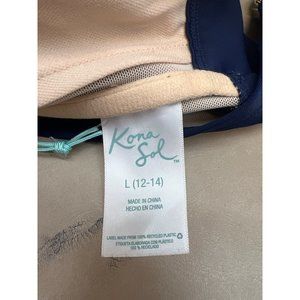 Kona
Sol™
L (12-14)
MADE IN CHINA
HECHO EN CHINA
LABEL MADE FROM 100% RECYCLED PLASTIC
ETIQUETA ELABORADA CON PLÁSTICO
100 % RECICLADO